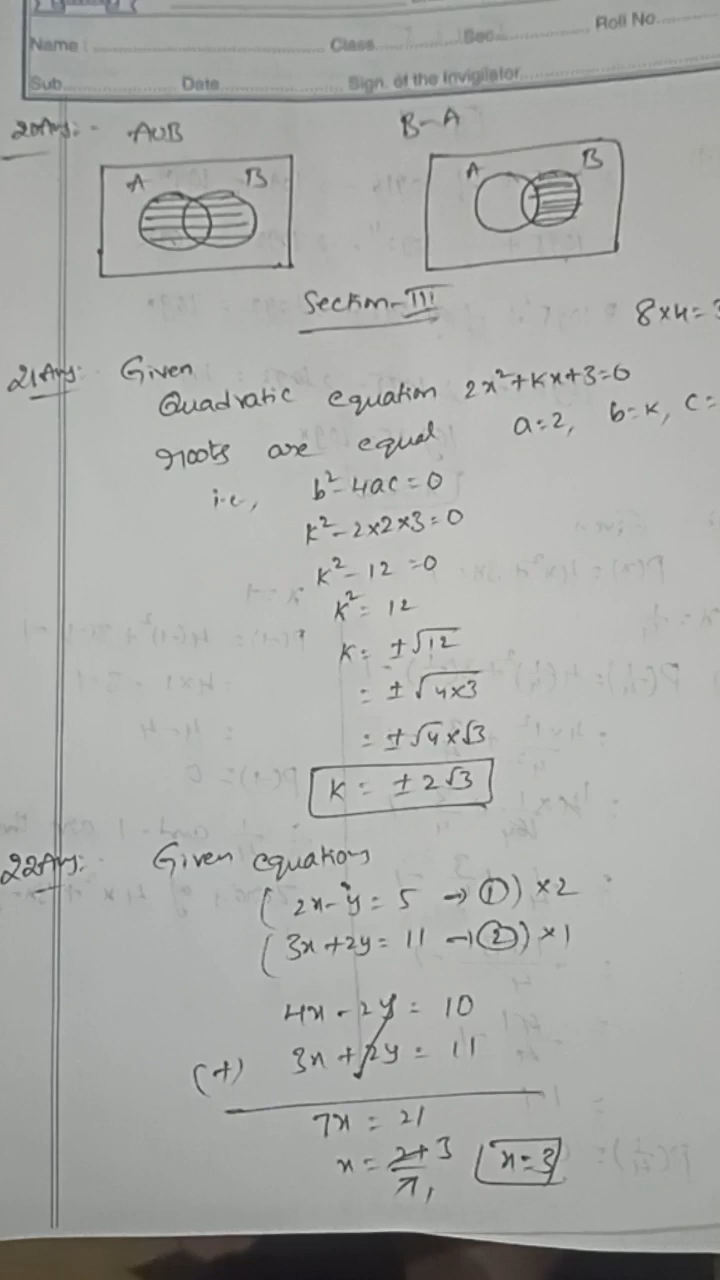 Name : Class Sec Roll No
Sub Date Sign. of the Invigilator
20Ans:- A∪B B-A
A B A B
Section-III
8×4=3
21Ans: Given
Quadratic equation 2x²+Kx+3=0
roots are equal a=2, b=K, c=
i.e, b²-4ac=0
K²-2×2×3=0
K²-12=0
K²=12
K= ±√12
= ±√4×3
= ±√4×√3
K= ±2√3
22Ans: Given equations
(2x-y=5 →①)×2
(3x+2y=11 →②)×1
4x-2y=10
(+) 3x+2y=11
7x=21
x=21/7 3 1 x=3